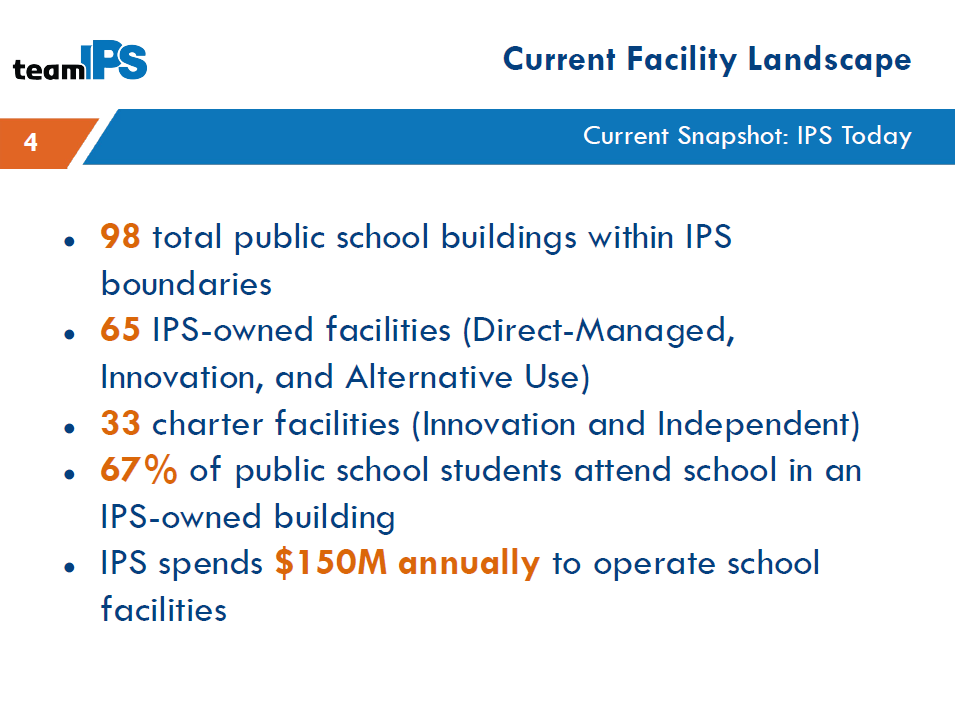 teamIPS
Current Facility Landscape
4
Current Snapshot: IPS Today
• 98 total public school buildings within IPS
boundaries
• 65 IPS-owned facilities (Direct-Managed,
Innovation, and Alternative Use)
• 33 charter facilities (Innovation and Independent)
• 67% of public school students attend school in an
IPS-owned building
• IPS spends $150M annually to operate school
facilities